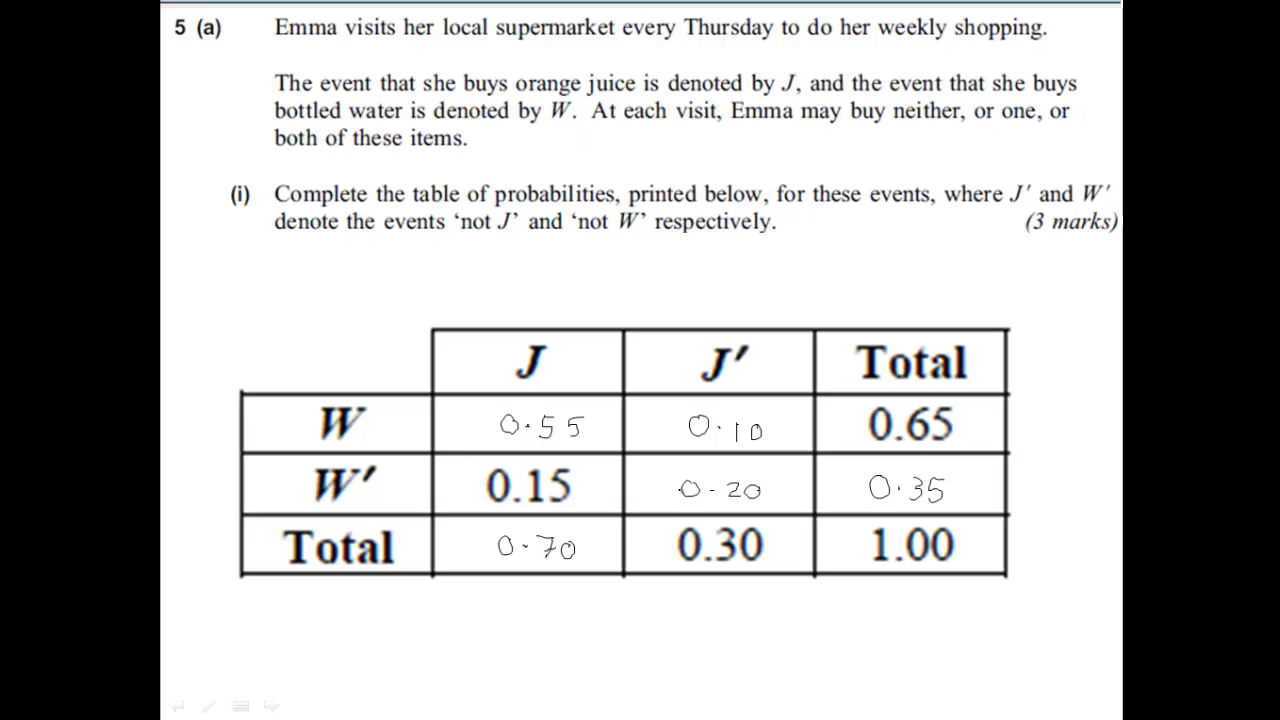 5 (a) Emma visits her local supermarket every Thursday to do her weekly shopping.
The event that she buys orange juice is denoted by J, and the event that she buys
bottled water is denoted by W. At each visit, Emma may buy neither, or one, or
both of these items.
(i) Complete the table of probabilities, printed below, for these events, where J′ and W′
denote the events ‘not J’ and ‘not W’ respectively. (3 marks)
J J′ Total
W 0.55 0.10 0.65
W′ 0.15 0.20 0.35
Total 0.70 0.30 1.00